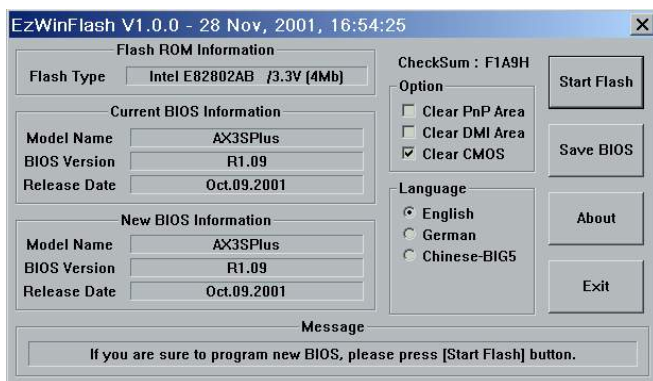 EzWinFlash V1.0.0 - 28 Nov, 2001, 16:54:25
Flash ROM Information
Flash Type Intel E82802AB /3.3V (4Mb)
Current BIOS Information
Model Name AX3SPlus
BIOS Version R1.09
Release Date Oct.09.2001
New BIOS Information
Model Name AX3SPlus
BIOS Version R1.09
Release Date Oct.09.2001
CheckSum : F1A9H
Option
Clear PnP Area
Clear DMI Area
Clear CMOS
Language
English
German
Chinese-BIG5
Start Flash
Save BIOS
About
Exit
Message
If you are sure to program new BIOS, please press [Start Flash] button.